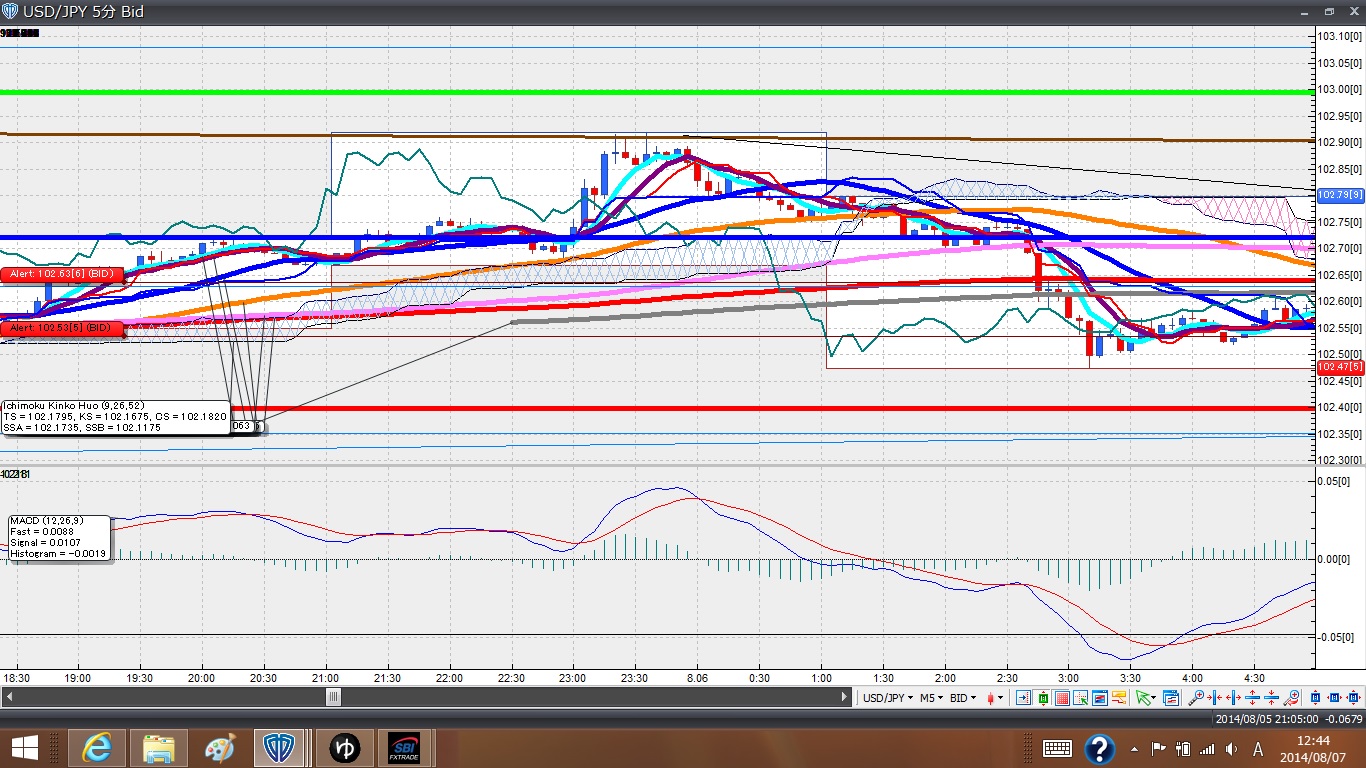 USD/JPY 5分 Bid
103.10[0]
103.05[0]
103.00[0]
102.95[0]
102.90[0]
102.85[0]
102.79[9]
102.75[0]
102.70[0]
102.65[0]
102.60[0]
102.55[0]
102.50[0]
102.47[5]
102.45[0]
102.40[0]
102.35[0]
102.30[0]
Alert: 102.63[6] (BID)
Alert: 102.53[5] (BID)
Ichimoku Kinko Huo (9,26,52)
TS = 102.1795, KS = 102.1675, CS = 102.1820
SSA = 102.1735, SSB = 102.1175
063
0.05[0]
0.00[0]
-0.05[0]
MACD (12,26,9)
Fast = 0.0088
Signal = 0.0107
Histogram = -0.0019
18:30 19:00 19:30 20:00 20:30 21:00 21:30 22:00 22:30 23:00 23:30 8.06 0:30 1:00 1:30 2:00 2:30 3:00 3:30 4:00 4:30
USD/JPY M5 BID
2014/08/05 21:05:00 -0.0679
ゆ
SBI
FXTRADE
A
12:44
2014/08/07